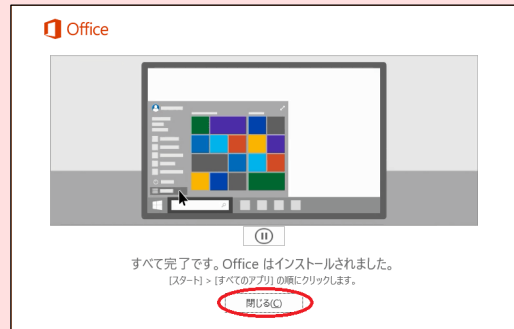 Office
すべて完了です。Office はインストールされました。
[スタート] > [すべてのアプリ] の順にクリックします。
閉じる(C)